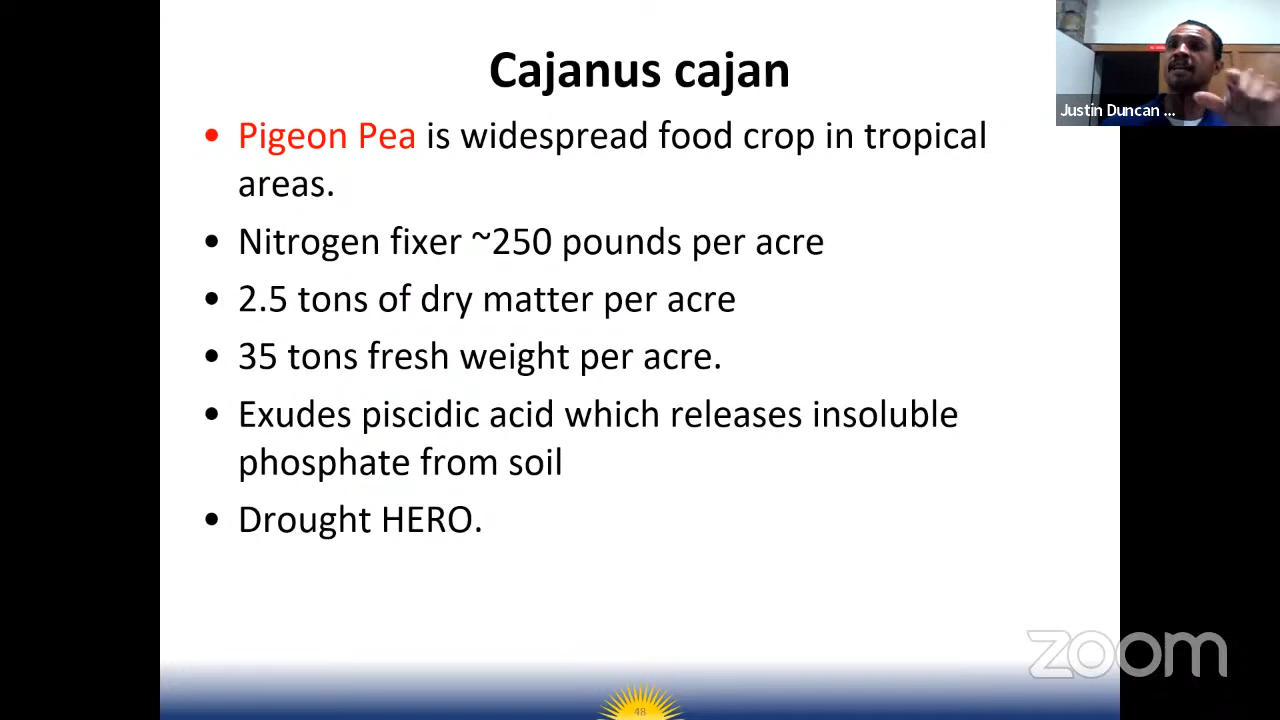 Cajanus cajan
Justin Duncan ...
• Pigeon Pea is widespread food crop in tropical
areas.
• Nitrogen fixer ~250 pounds per acre
• 2.5 tons of dry matter per acre
• 35 tons fresh weight per acre.
• Exudes piscidic acid which releases insoluble
phosphate from soil
• Drought HERO.
zoom
48